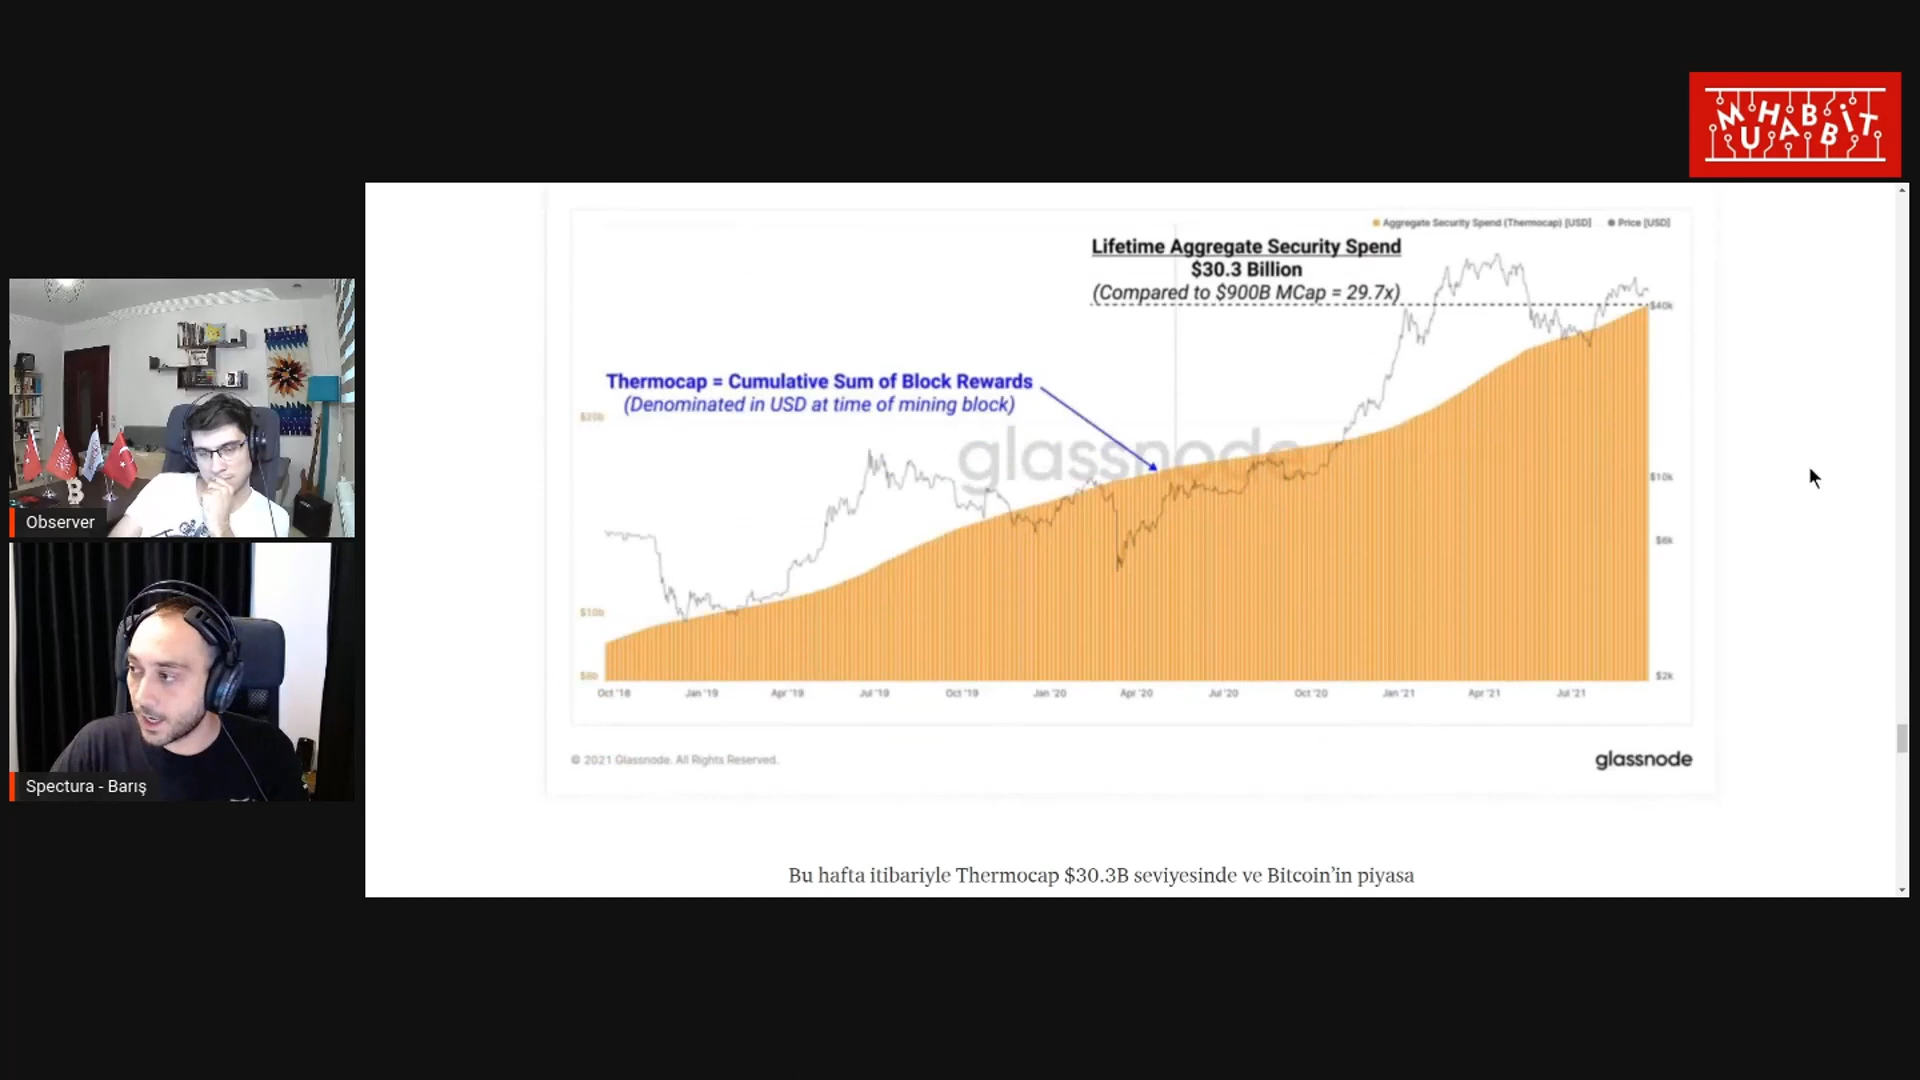 MUHABBİT
Aggregate Security Spend (Thermocap) [USD] Price [USD]
Lifetime Aggregate Security Spend
$30.3 Billion
(Compared to $900B MCap = 29.7x)
$40k
Thermocap = Cumulative Sum of Block Rewards
(Denominated in USD at time of mining block)
$20b
glassnode
$10k
$6k
$10b
$8b
$2k
Oct '18 Jan '19 Apr '19 Jul '19 Oct '19 Jan '20 Apr '20 Jul '20 Oct '20 Jan '21 Apr '21 Jul '21
© 2021 Glassnode. All Rights Reserved.
glassnode
Bu hafta itibariyle Thermocap $30.3B seviyesinde ve Bitcoin’in piyasa
Observer
Spectura - Barış